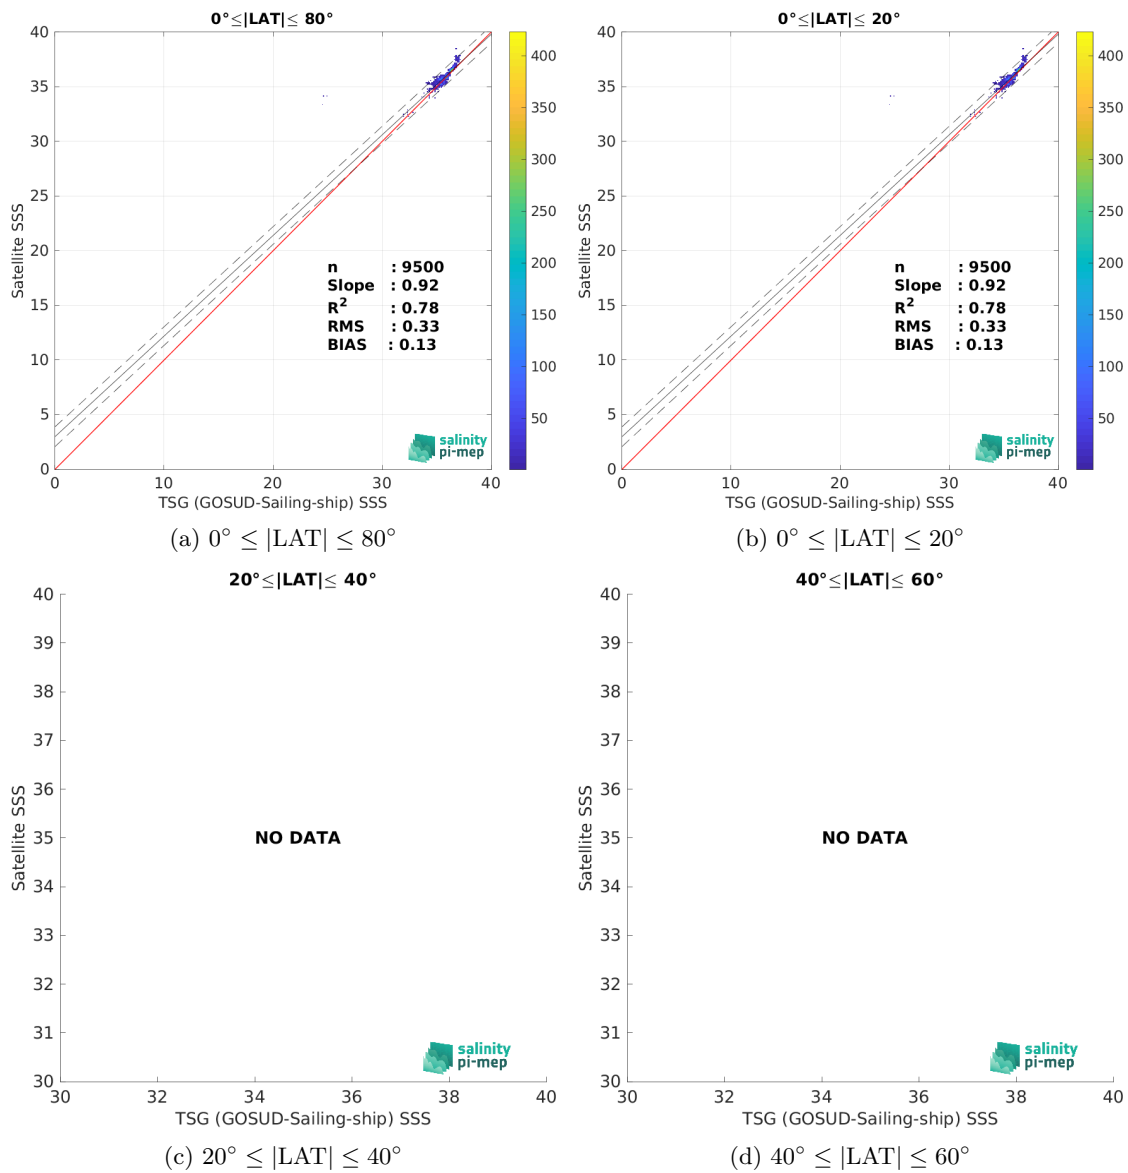 0°≤|LAT|≤ 80°
40
35
30
25
20
15
10
5
0
0
10
20
30
40
Satellite SSS
TSG (GOSUD-Sailing-ship) SSS
n : 9500
Slope : 0.92
R² : 0.78
RMS : 0.33
BIAS : 0.13
salinity
pi-mep
400
350
300
250
200
150
100
50
(a) 0° ≤ |LAT| ≤ 80°
0°≤|LAT|≤ 20°
40
35
30
25
20
15
10
5
0
0
10
20
30
40
Satellite SSS
TSG (GOSUD-Sailing-ship) SSS
n : 9500
Slope : 0.92
R² : 0.78
RMS : 0.33
BIAS : 0.13
salinity
pi-mep
400
350
300
250
200
150
100
50
(b) 0° ≤ |LAT| ≤ 20°
20°≤|LAT|≤ 40°
40
39
38
37
36
35
34
33
32
31
30
30
32
34
36
38
40
Satellite SSS
NO DATA
salinity
pi-mep
TSG (GOSUD-Sailing-ship) SSS
(c) 20° ≤ |LAT| ≤ 40°
40°≤|LAT|≤ 60°
40
39
38
37
36
35
34
33
32
31
30
30
32
34
36
38
40
Satellite SSS
NO DATA
salinity
pi-mep
TSG (GOSUD-Sailing-ship) SSS
(d) 40° ≤ |LAT| ≤ 60°